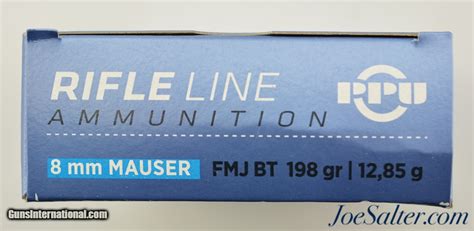 RIFLE LINE
AMMUNITION
PPU
8 mm MAUSER FMJ BT 198 gr | 12,85 g
GunsInternational.com
JoeSalter.com